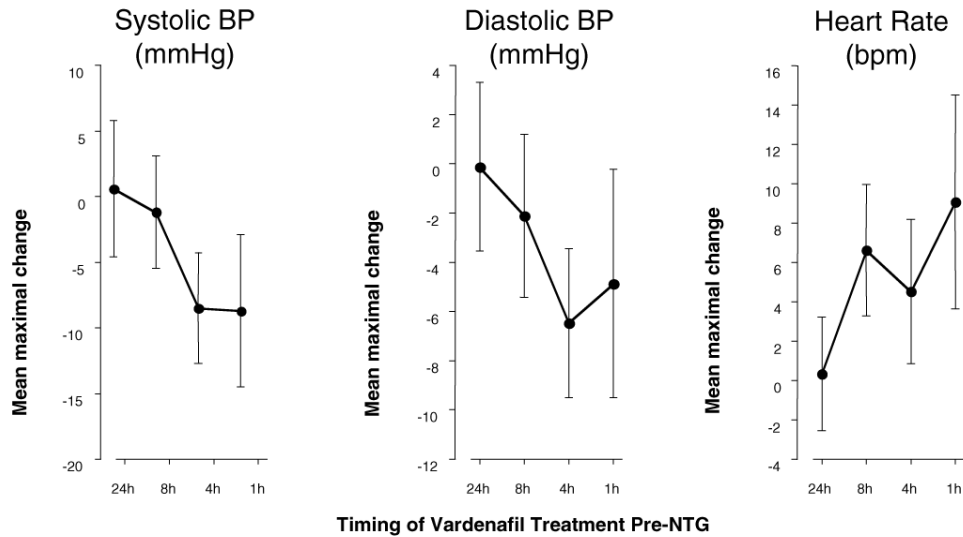 Systolic BP
(mmHg)
Diastolic BP
(mmHg)
Heart Rate
(bpm)
Mean maximal change
10
5
0
-5
-10
-15
-20
24h 8h 4h 1h
Mean maximal change
4
2
0
-2
-4
-6
-8
-10
-12
24h 8h 4h 1h
Mean maximal change
16
14
12
10
8
6
4
2
0
-2
-4
24h 8h 4h 1h
Timing of Vardenafil Treatment Pre-NTG